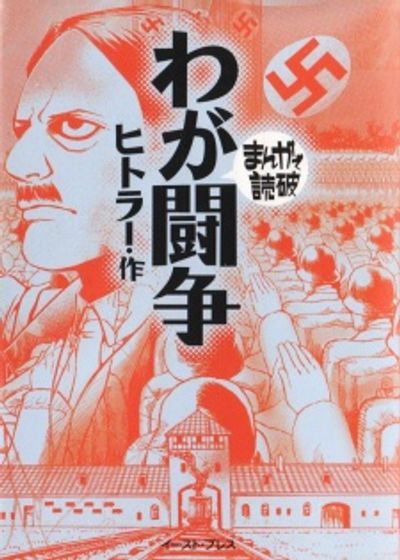 わが闘争
まんがで
読破
ヒトラー・作
イースト・プレス